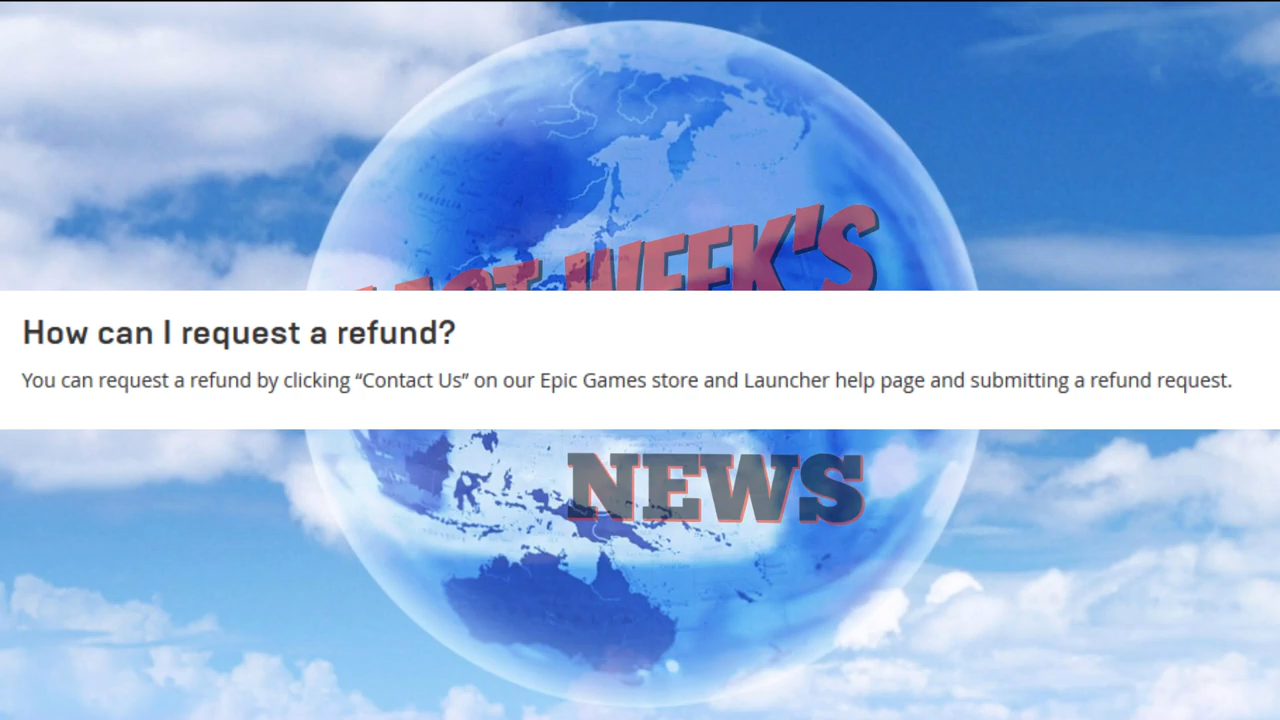 LAST WEEK'S
How can I request a refund?
You can request a refund by clicking “Contact Us” on our Epic Games store and Launcher help page and submitting a refund request.
NEWS